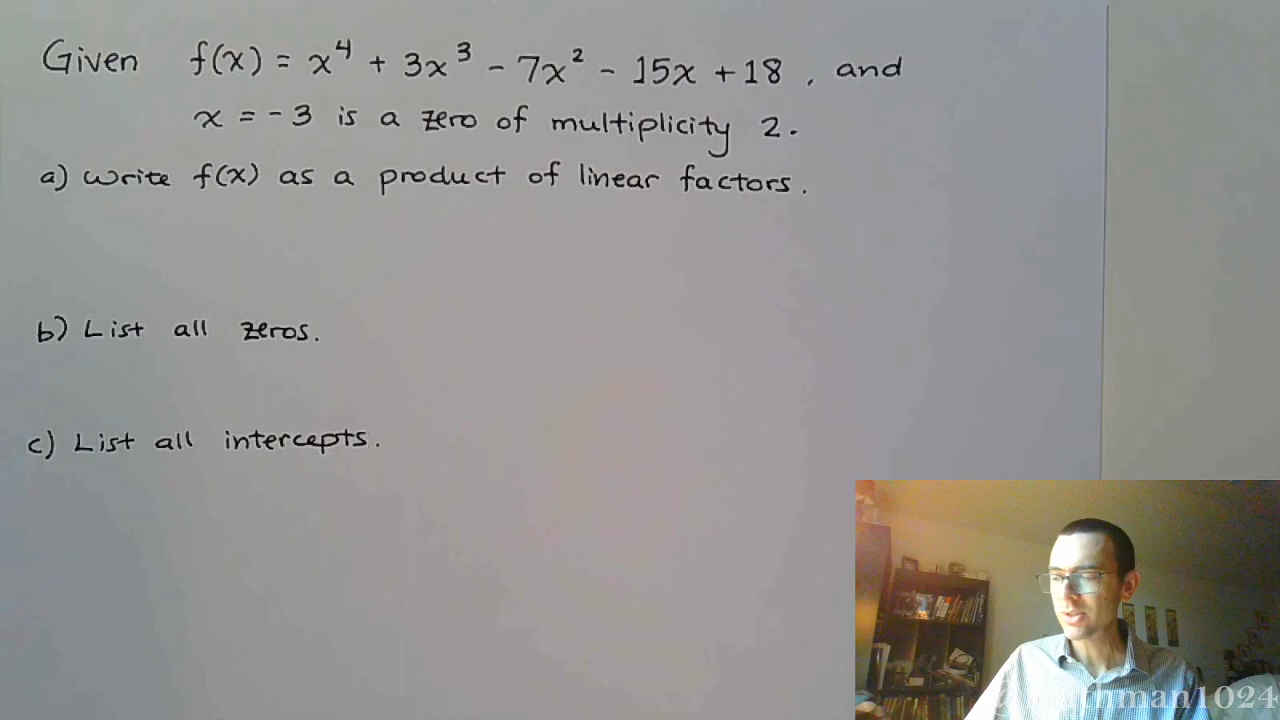 Given f(x) = x⁴ + 3x³ - 7x² - 15x + 18, and
x = -3 is a zero of multiplicity 2.
a) Write f(x) as a product of linear factors.
b) List all zeros.
c) List all intercepts.
@mathman1024